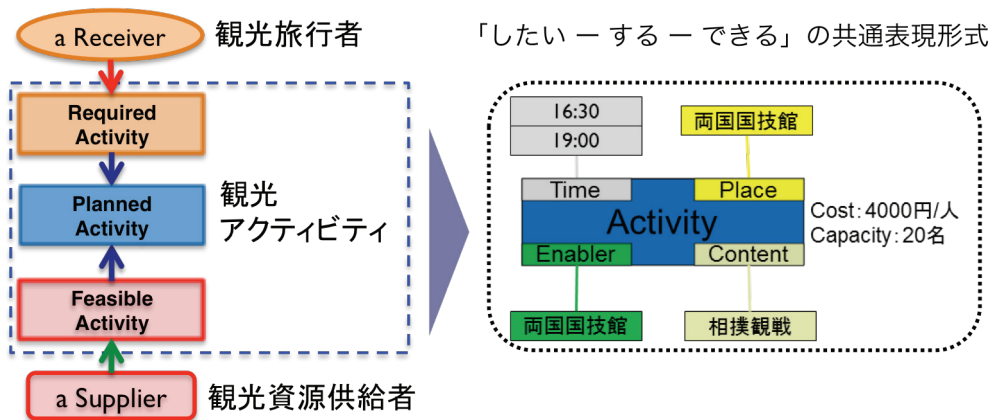 a Receiver
観光旅行者
Required
Activity
Planned
Activity
観光
アクティビティ
Feasible
Activity
a Supplier
観光資源供給者
「したい ー する ー できる」の共通表現形式
16:30
19:00
両国国技館
Time
Place
Activity
Cost:4000円/人
Capacity:20名
Enabler
Content
両国国技館
相撲観戦